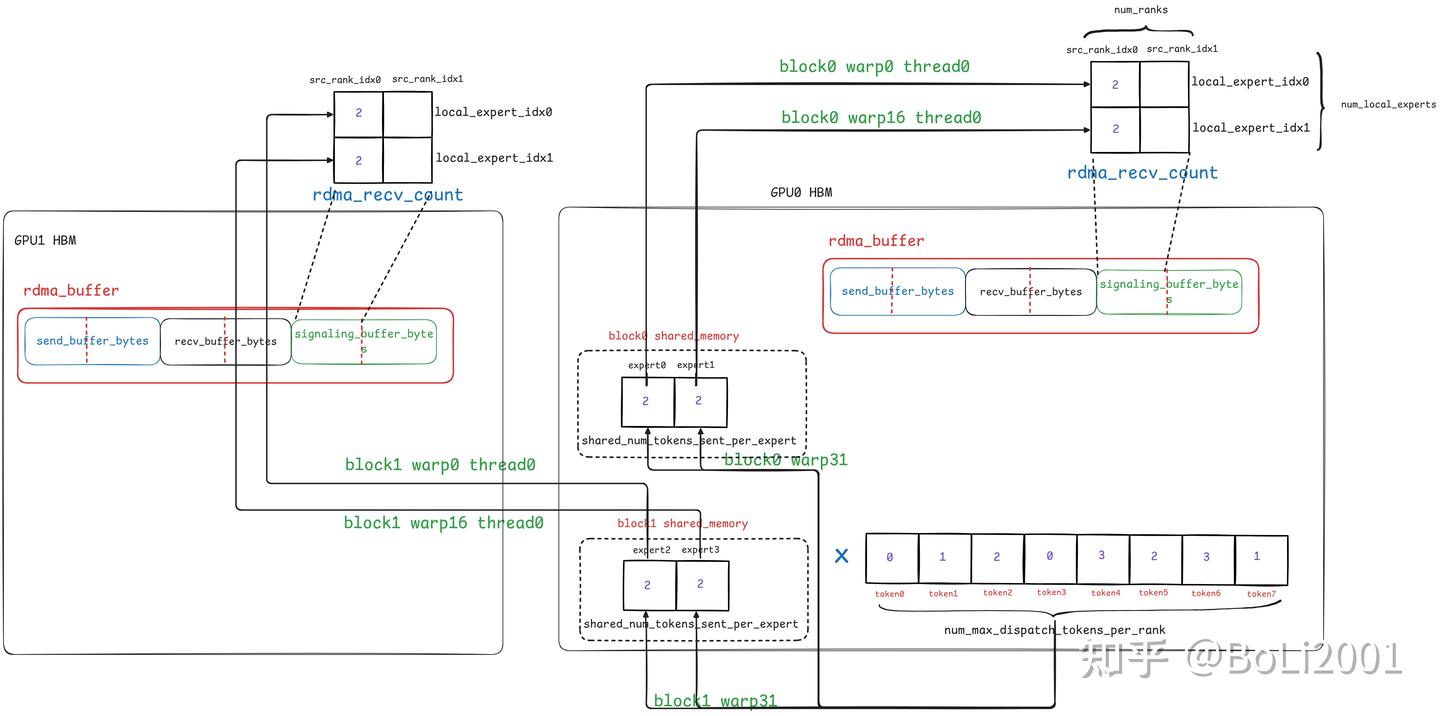 num_ranks
src_rank_idx0 src_rank_idx1
block0 warp0 thread0
2
local_expert_idx0
num_local_experts
block0 warp16 thread0
2
local_expert_idx1
rdma_recv_count
src_rank_idx0 src_rank_idx1
2
local_expert_idx0
2
local_expert_idx1
rdma_recv_count
GPU1 HBM
rdma_buffer
send_buffer_bytes
recv_buffer_bytes
signaling_buffer_byte
s
GPU0 HBM
rdma_buffer
send_buffer_bytes
recv_buffer_bytes
signaling_buffer_byte
s
block0 shared_memory
expert0 expert1
2 2
shared_num_tokens_sent_per_expert
block0 warp31
block1 warp0 thread0
block1 warp16 thread0
block1 shared_memory
expert2 expert3
2 2
shared_num_tokens_sent_per_expert
block1 warp31
x
0 1 2 0 3 2 3 1
token0 token1 token2 token3 token4 token5 token6 token7
num_max_dispatch_tokens_per_rank
知乎 @BoLi2001